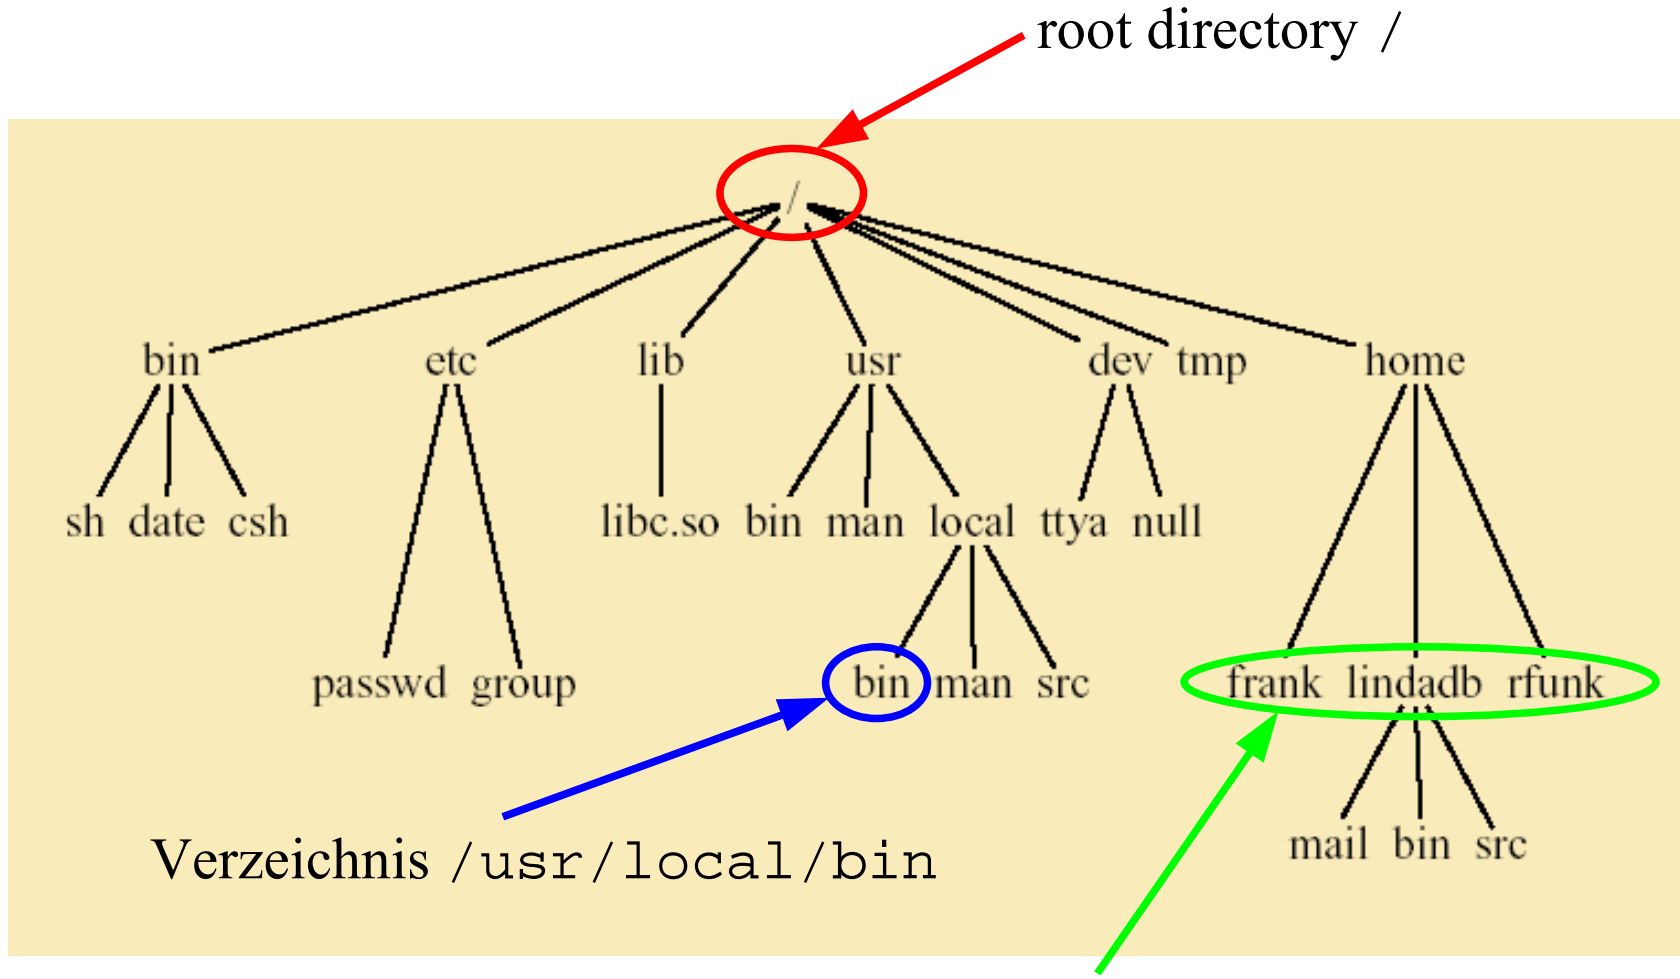 root directory /
/
bin etc lib usr dev tmp home
sh date csh libc.so bin man local ttya null
passwd group bin man src frank lindadb rfunk
mail bin src
Verzeichnis /usr/local/bin